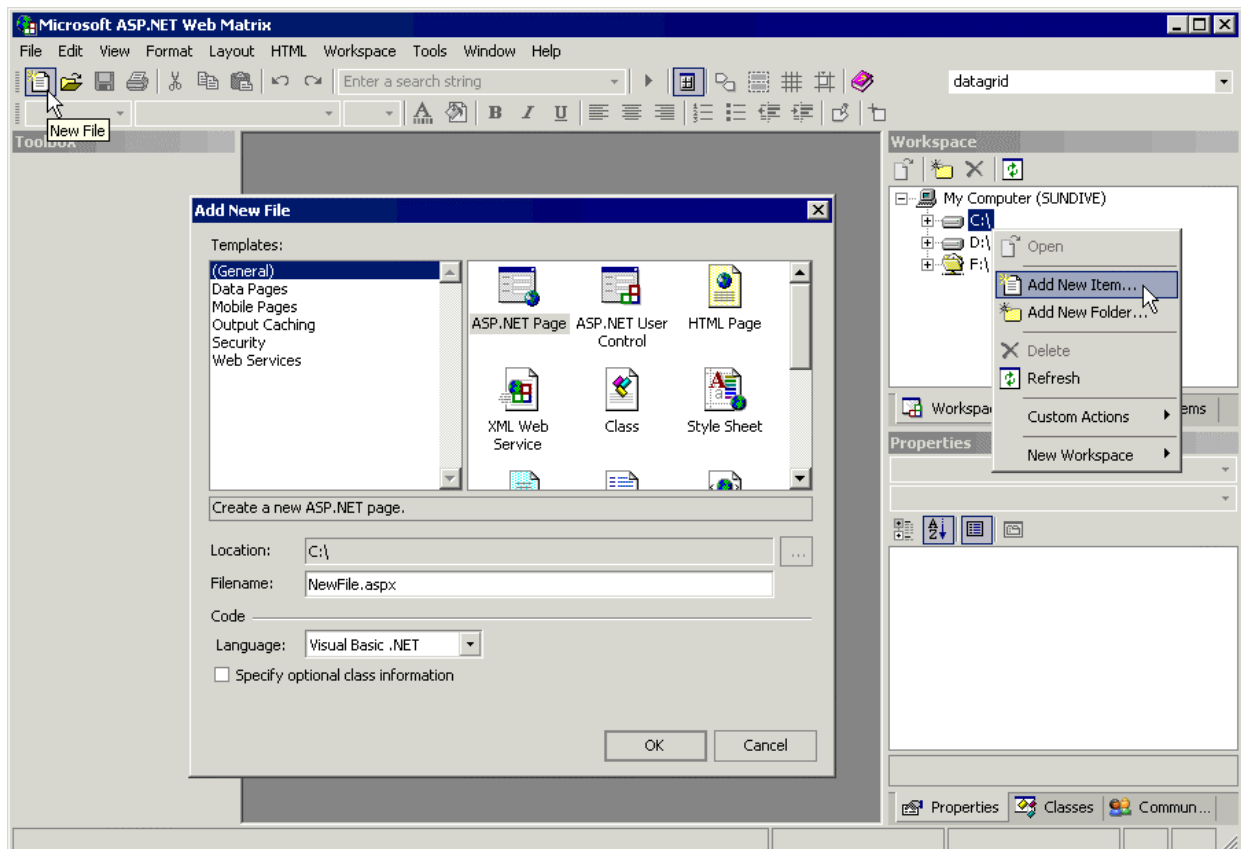 Microsoft ASP.NET Web Matrix
File Edit View Format Layout HTML Workspace Tools Window Help
Enter a search string
datagrid
New File
Toolbox
Workspace
My Computer (SUNDIVE)
C:\
D:\
F:\
Open
Add New Item...
Add New Folder...
Delete
Refresh
Custom Actions
New Workspace
Add New File
Templates:
(General)
Data Pages
Mobile Pages
Output Caching
Security
Web Services
ASP.NET Page
ASP.NET User
Control
HTML Page
XML Web
Service
Class
Style Sheet
Create a new ASP.NET page.
Location: C:\ ...
Filename: NewFile.aspx
Code
Language: Visual Basic .NET
Specify optional class information
OK Cancel
Properties
Properties Classes Commun...